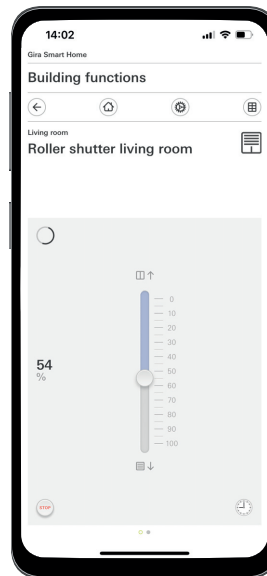 14:02
Gira Smart Home
Building functions
Living room
Roller shutter living room
0
10
20
30
40
50
60
70
80
90
100
54
%
STOP